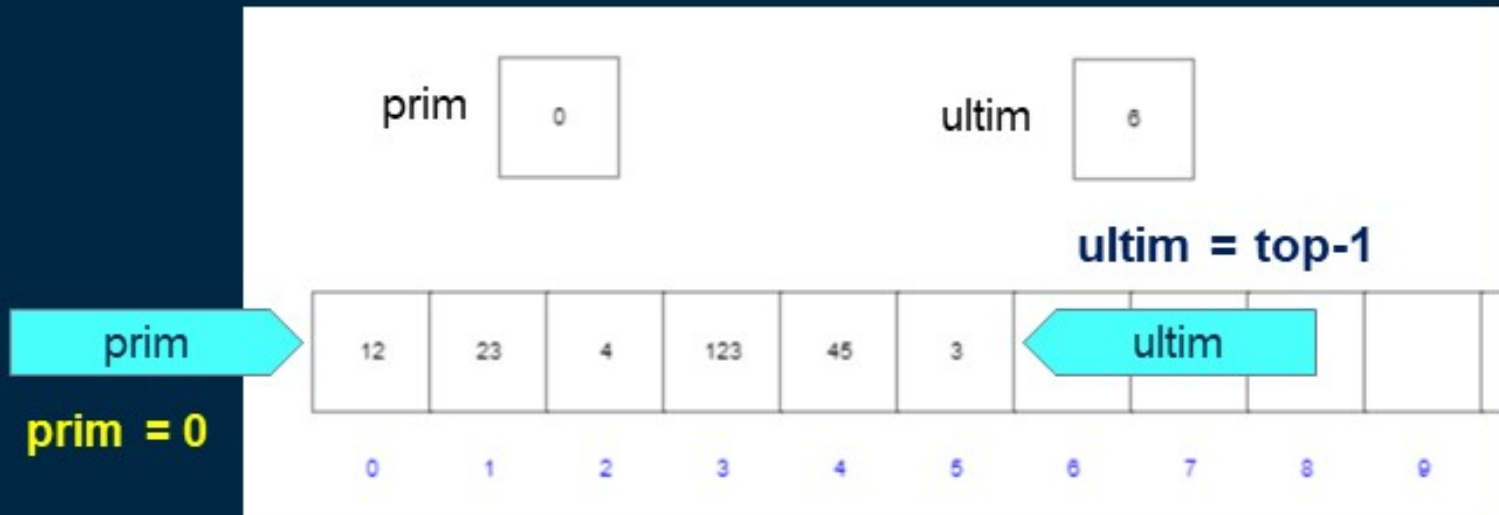 prim 0 ultim 6
ultim = top-1
prim 12 23 4 123 45 3 ultim
prim = 0
0 1 2 3 4 5 6 7 8 9